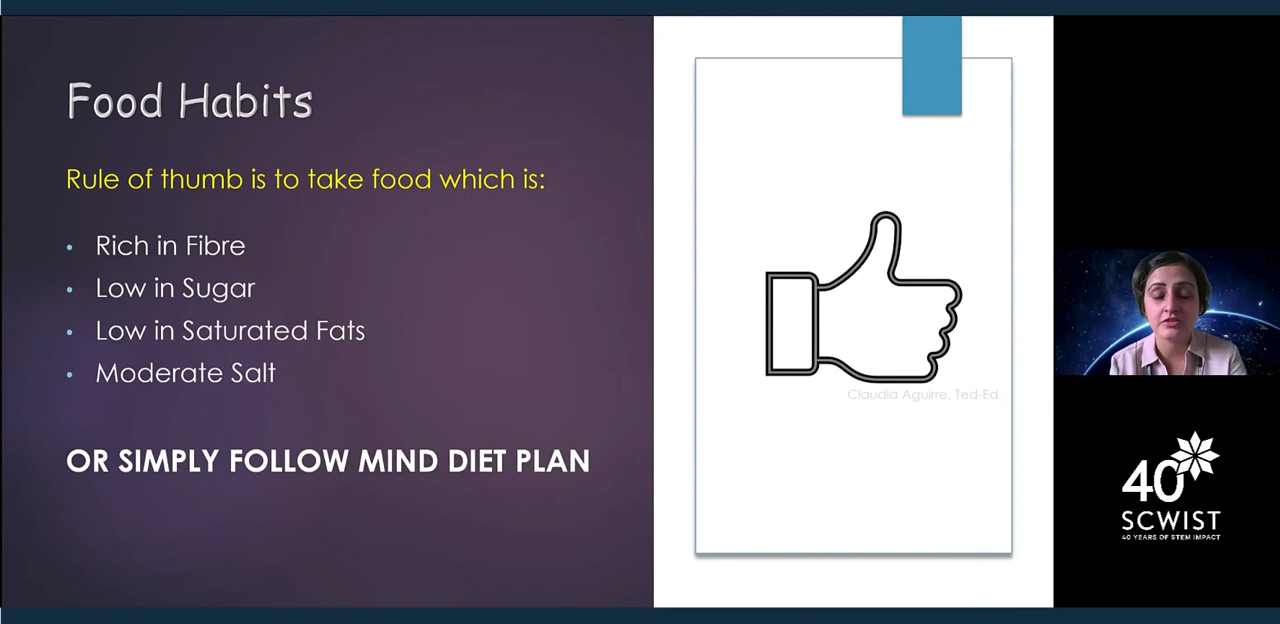 Food Habits
Rule of thumb is to take food which is:
• Rich in Fibre
• Low in Sugar
• Low in Saturated Fats
• Moderate Salt
OR SIMPLY FOLLOW MIND DIET PLAN
Claudia Aguirre, Ted-Ed
40
SCWIST
40 YEARS OF STEM IMPACT